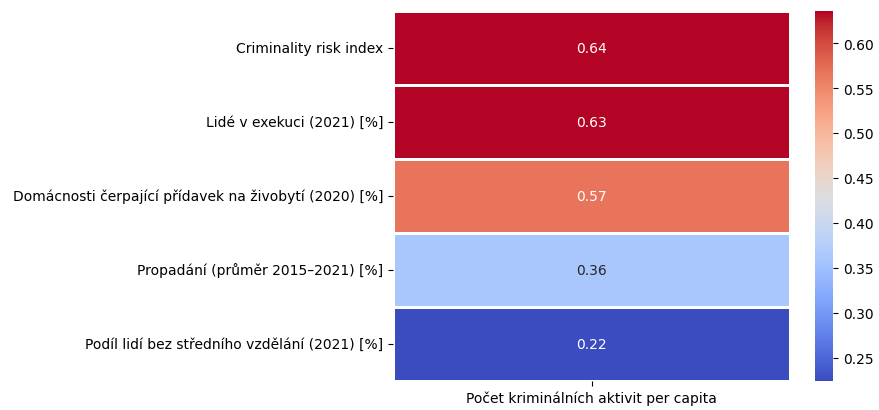 Criminality risk index
0.64
Lidé v exekuci (2021) [%]
0.63
Domácnosti čerpající přídavek na živobytí (2020) [%]
0.57
Propadání (průměr 2015–2021) [%]
0.36
Podíl lidí bez středního vzdělání (2021) [%]
0.22
Počet kriminálních aktivit per capita
0.60
0.55
0.50
0.45
0.40
0.35
0.30
0.25